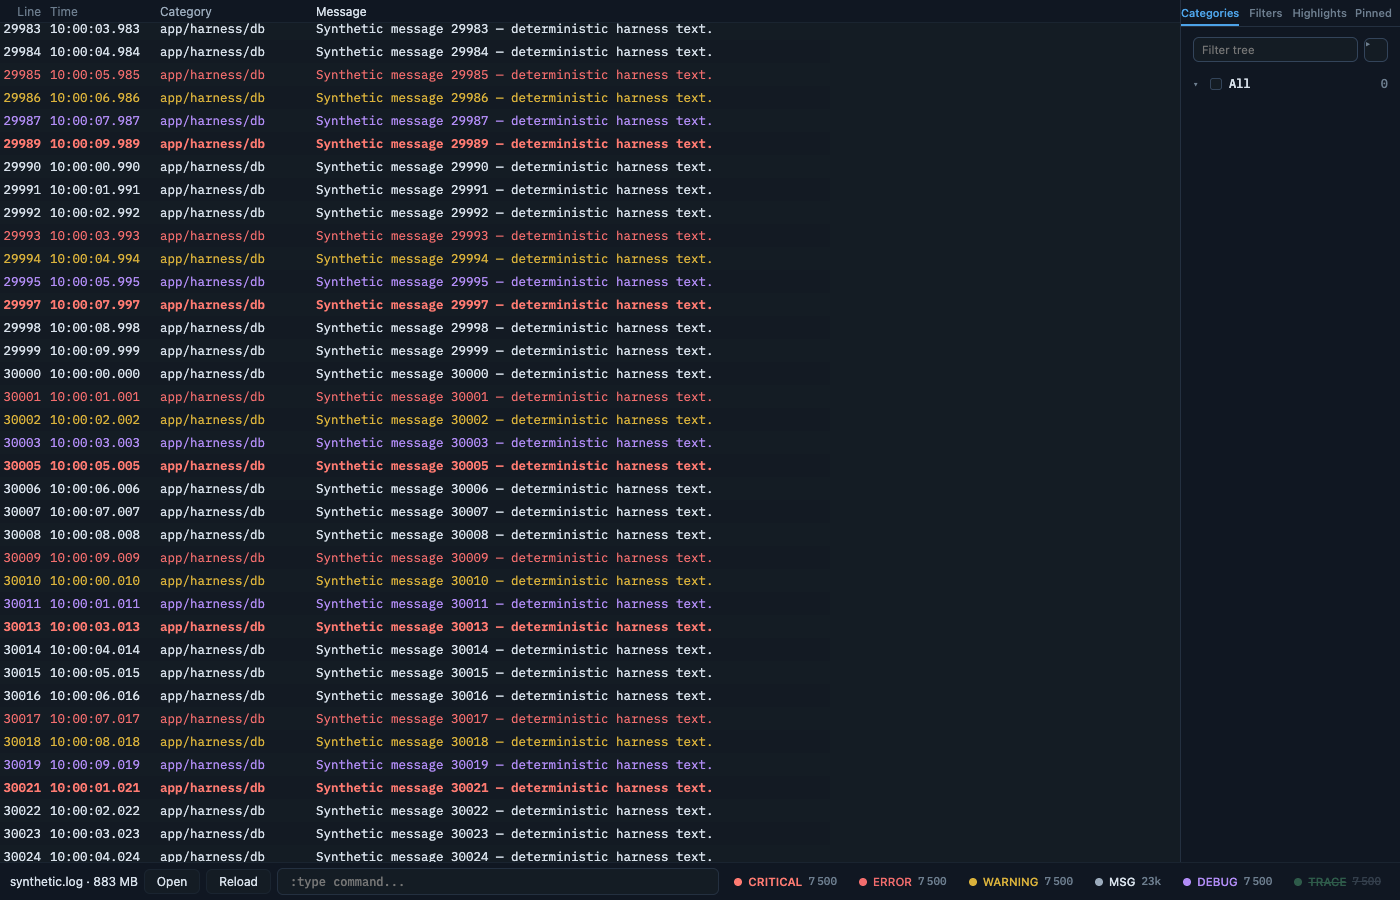 Line Time Category Message
29983 10:00:03.983 app/harness/db Synthetic message 29983 — deterministic harness text.
29984 10:00:04.984 app/harness/db Synthetic message 29984 — deterministic harness text.
29985 10:00:05.985 app/harness/db Synthetic message 29985 — deterministic harness text.
29986 10:00:06.986 app/harness/db Synthetic message 29986 — deterministic harness text.
29987 10:00:07.987 app/harness/db Synthetic message 29987 — deterministic harness text.
29989 10:00:09.989 app/harness/db Synthetic message 29989 — deterministic harness text.
29990 10:00:00.990 app/harness/db Synthetic message 29990 — deterministic harness text.
29991 10:00:01.991 app/harness/db Synthetic message 29991 — deterministic harness text.
29992 10:00:02.992 app/harness/db Synthetic message 29992 — deterministic harness text.
29993 10:00:03.993 app/harness/db Synthetic message 29993 — deterministic harness text.
29994 10:00:04.994 app/harness/db Synthetic message 29994 — deterministic harness text.
29995 10:00:05.995 app/harness/db Synthetic message 29995 — deterministic harness text.
29997 10:00:07.997 app/harness/db Synthetic message 29997 — deterministic harness text.
29998 10:00:08.998 app/harness/db Synthetic message 29998 — deterministic harness text.
29999 10:00:09.999 app/harness/db Synthetic message 29999 — deterministic harness text.
30000 10:00:00.000 app/harness/db Synthetic message 30000 — deterministic harness text.
30001 10:00:01.001 app/harness/db Synthetic message 30001 — deterministic harness text.
30002 10:00:02.002 app/harness/db Synthetic message 30002 — deterministic harness text.
30003 10:00:03.003 app/harness/db Synthetic message 30003 — deterministic harness text.
30005 10:00:05.005 app/harness/db Synthetic message 30005 — deterministic harness text.
30006 10:00:06.006 app/harness/db Synthetic message 30006 — deterministic harness text.
30007 10:00:07.007 app/harness/db Synthetic message 30007 — deterministic harness text.
30008 10:00:08.008 app/harness/db Synthetic message 30008 — deterministic harness text.
30009 10:00:09.009 app/harness/db Synthetic message 30009 — deterministic harness text.
30010 10:00:00.010 app/harness/db Synthetic message 30010 — deterministic harness text.
30011 10:00:01.011 app/harness/db Synthetic message 30011 — deterministic harness text.
30013 10:00:03.013 app/harness/db Synthetic message 30013 — deterministic harness text.
30014 10:00:04.014 app/harness/db Synthetic message 30014 — deterministic harness text.
30015 10:00:05.015 app/harness/db Synthetic message 30015 — deterministic harness text.
30016 10:00:06.016 app/harness/db Synthetic message 30016 — deterministic harness text.
30017 10:00:07.017 app/harness/db Synthetic message 30017 — deterministic harness text.
30018 10:00:08.018 app/harness/db Synthetic message 30018 — deterministic harness text.
30019 10:00:09.019 app/harness/db Synthetic message 30019 — deterministic harness text.
30021 10:00:01.021 app/harness/db Synthetic message 30021 — deterministic harness text.
30022 10:00:02.022 app/harness/db Synthetic message 30022 — deterministic harness text.
30023 10:00:03.023 app/harness/db Synthetic message 30023 — deterministic harness text.
30024 10:00:04.024 app/harness/db Synthetic message 30024 — deterministic harness text.
Categories Filters Highlights Pinned
Filter tree
All 0
synthetic.log · 883 MB Open Reload :type command... CRITICAL 7 500 ERROR 7 500 WARNING 7 500 MSG 23k DEBUG 7 500 TRACE 7 500